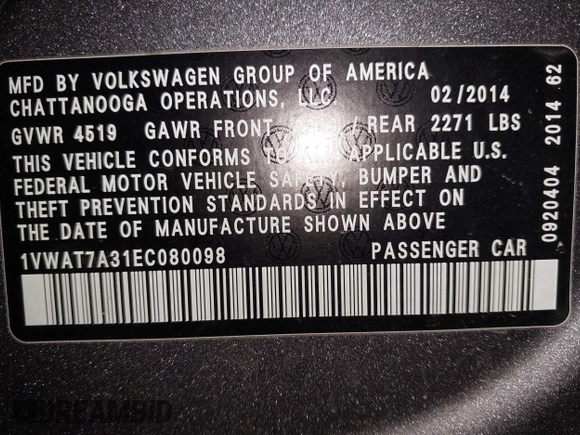 MFD BY VOLKSWAGEN GROUP OF AMERICA
CHATTANOOGA OPERATIONS, LLC 02/2014
GVWR 4519 GAWR FRONT / REAR 2271 LBS
THIS VEHICLE CONFORMS TO ALL APPLICABLE U.S.
FEDERAL MOTOR VEHICLE SAFETY, BUMPER AND
THEFT PREVENTION STANDARDS IN EFFECT ON
THE DATE OF MANUFACTURE SHOWN ABOVE
1VWAT7A31EC080098 PASSENGER CAR
0920404 2014 62
DREAMBID